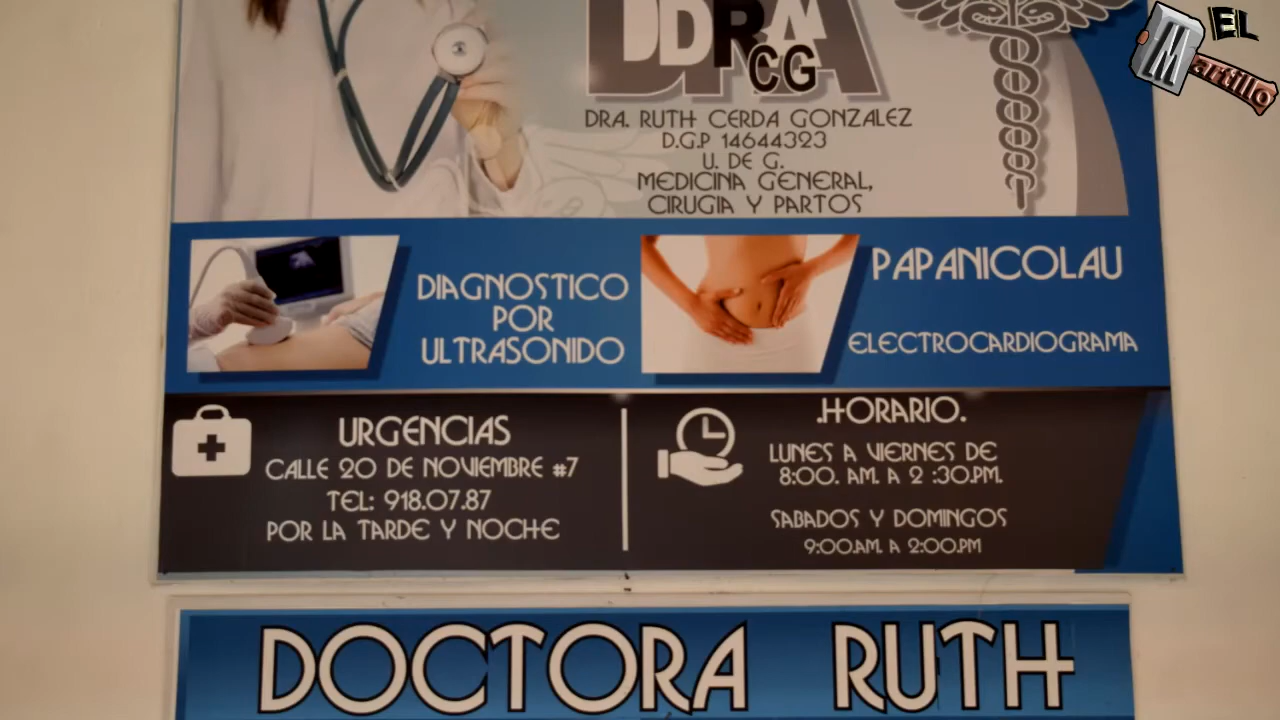 EL
Martillo
DDRA
CG
DRA. RUTH CERDA GONZALEZ
D.G.P 14644323
U. DE G.
MEDICINA GENERAL,
CIRUGIA Y PARTOS
DIAGNOSTICO
POR
ULTRASONIDO
PAPANICOLAU
ELECTROCARDIOGRAMA
URGENCIAS
CALLE 20 DE NOVIEMBRE #7
TEL: 918.07.87
POR LA TARDE Y NOCHE
.HORARIO.
LUNES A VIERNES DE
8:00. AM. A 2 :30.PM.
SABADOS Y DOMINGOS
9:00.AM. A 2:00.PM
DOCTORA RUTH